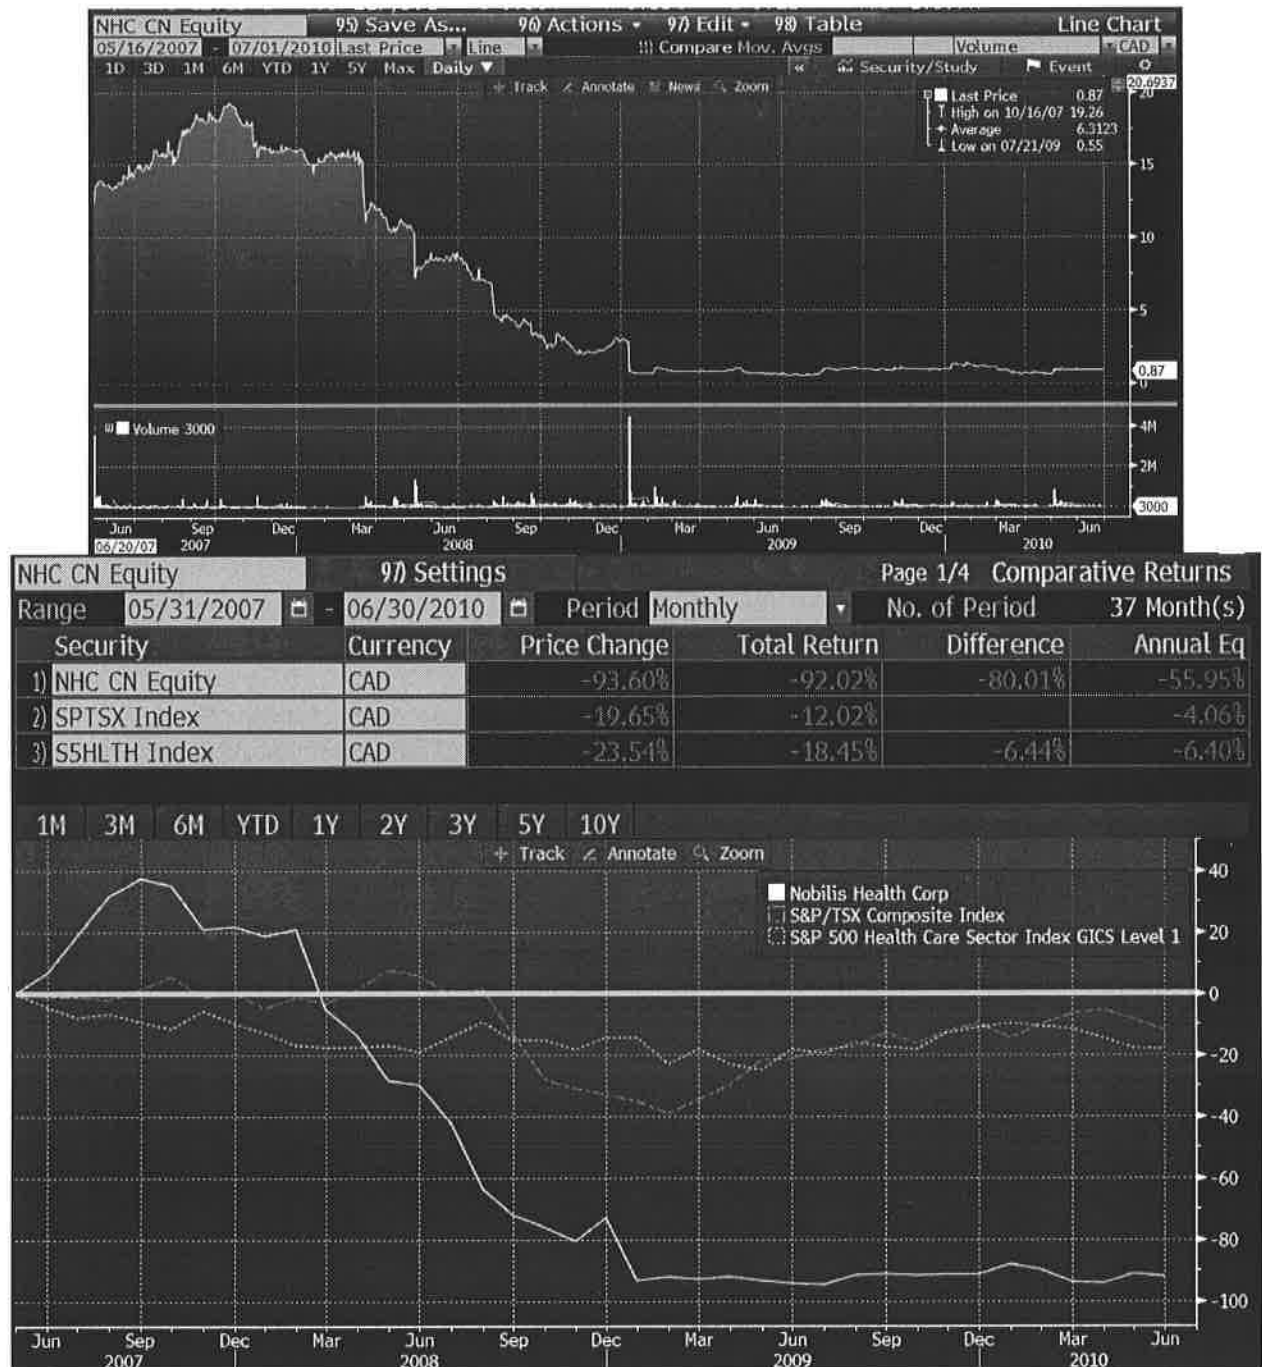 NHC CN Equity 95) Save As... 96) Actions 97) Edit 98) Table Line Chart
05/16/2007 - 07/01/2010 Last Price Line Compare Mov. Avgs Volume CAD
1D 3D 1M 6M YTD 1Y 5Y Max Daily ▼ « Security/Study Event
Track Annotate News Zoom 20.6937
Last Price 0.87
High on 10/16/07 19.26
Average 6.3123
Low on 07/21/09 0.55
20
15
10
5
0.87
0
Volume 3000
4M
2M
3000
Jun Sep Dec Mar Jun Sep Dec Mar Jun Sep Dec Mar Jun
06/20/07 2007 2008 2009 2010
NHC CN Equity 97) Settings Page 1/4 Comparative Returns
Range 05/31/2007 - 06/30/2010 Period Monthly No. of Period 37 Month(s)
Security Currency Price Change Total Return Difference Annual Eq
1) NHC CN Equity CAD -93.60% -92.02% -80.01% -55.95%
2) SPTSX Index CAD -19.65% -12.02% -4.06%
3) S5HLTH Index CAD -23.54% -18.45% -6.44% -6.40%
1M 3M 6M YTD 1Y 2Y 3Y 5Y 10Y
Track Annotate Zoom
Nobilis Health Corp
S&P/TSX Composite Index
S&P 500 Health Care Sector Index GICS Level 1
40
20
0
-20
-40
-60
-80
-100
Jun Sep Dec Mar Jun Sep Dec Mar Jun Sep Dec Mar Jun
2007 2008 2009 2010